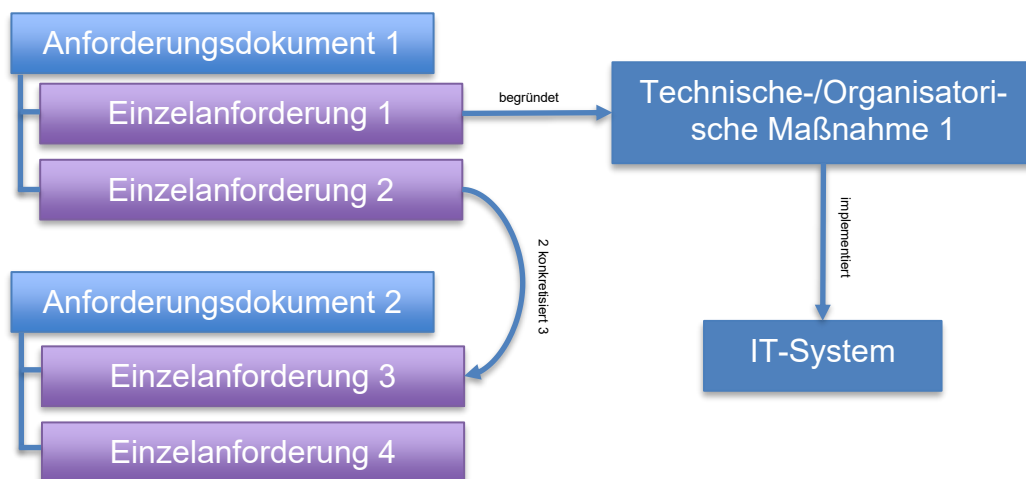 Anforderungsdokument 1
Einzelanforderung 1
Einzelanforderung 2
begründet
Technische-/Organisatori-
sche Maßnahme 1
implementiert
IT-System
2 konkretisiert 3
Anforderungsdokument 2
Einzelanforderung 3
Einzelanforderung 4